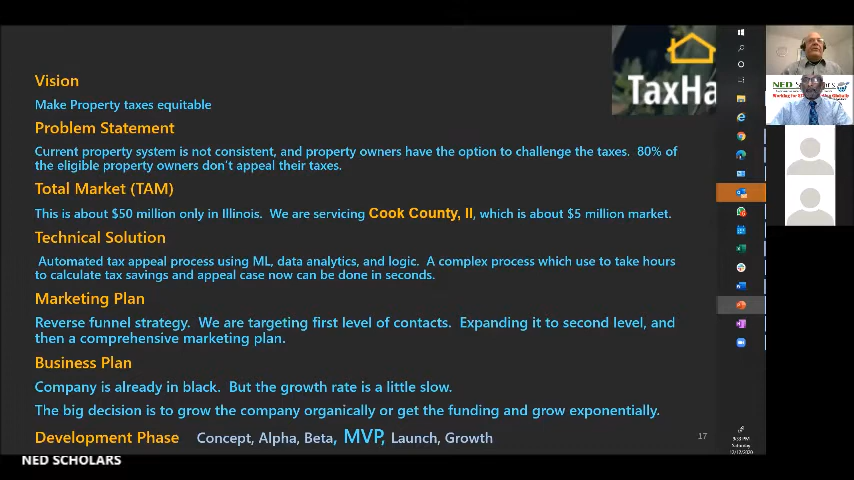 Vision
Make Property taxes equitable
Problem Statement
Current property system is not consistent, and property owners have the option to challenge the taxes. 80% of
the eligible property owners don't appeal their taxes.
Total Market (TAM)
This is about $50 million only in Illinois. We are servicing Cook County, Il, which is about $5 million market.
Technical Solution
Automated tax appeal process using ML, data analytics, and logic. A complex process which use to take hours
to calculate tax savings and appeal case now can be done in seconds.
Marketing Plan
Reverse funnel strategy. We are targeting first level of contacts. Expanding it to second level, and
then a comprehensive marketing plan.
Business Plan
Company is already in black. But the growth rate is a little slow.
The big decision is to grow the company organically or get the funding and grow exponentially.
Development Phase Concept, Alpha, Beta, MVP, Launch, Growth
17
TaxHa
NED
9:53 PM
Saturday
12/12/2020
NED SCHOLARS